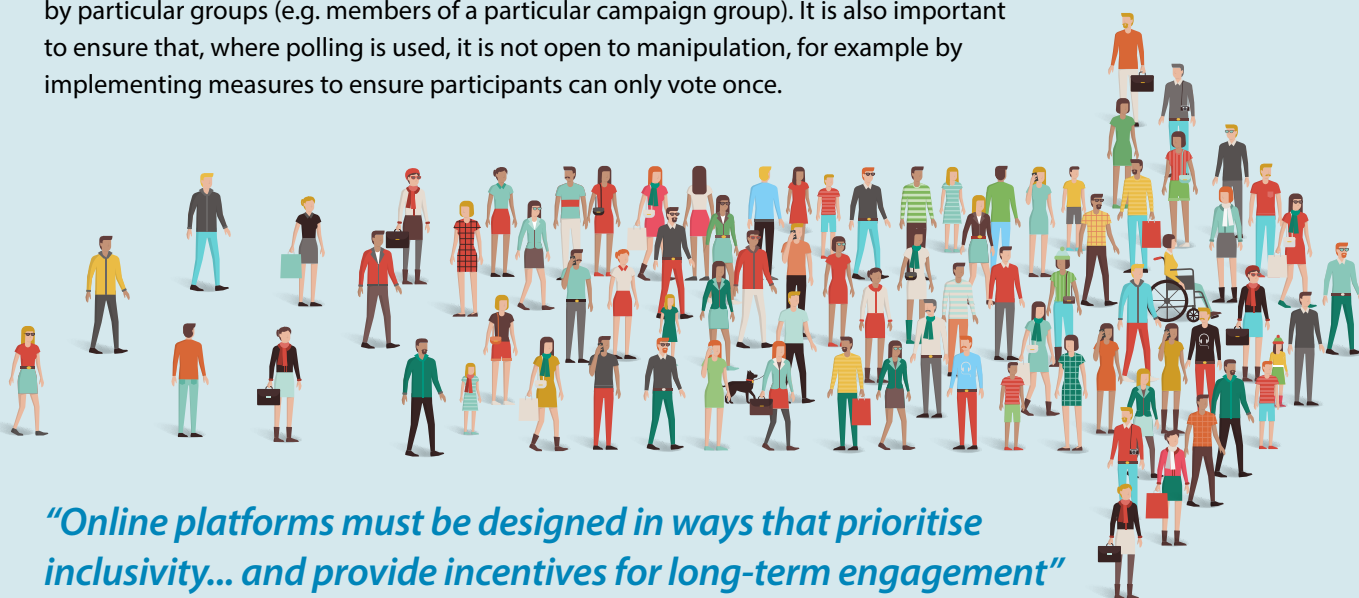 by particular groups (e.g. members of a particular campaign group). It is also important
to ensure that, where polling is used, it is not open to manipulation, for example by
implementing measures to ensure participants can only vote once.
“Online platforms must be designed in ways that prioritise
inclusivity... and provide incentives for long-term engagement”